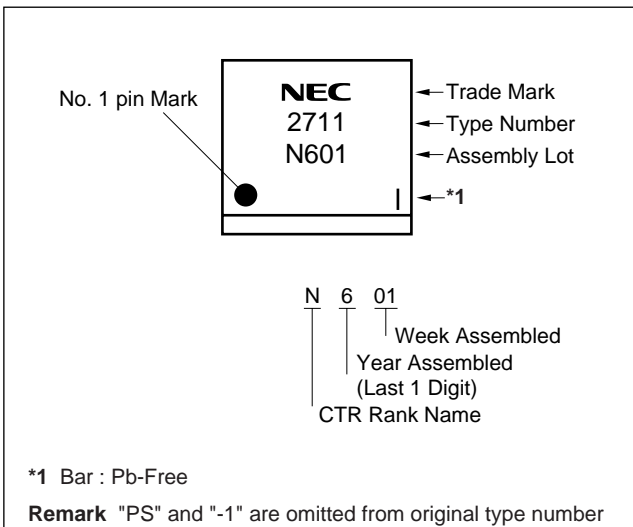 No. 1 pin Mark
NEC
2711
N601
Trade Mark
Type Number
Assembly Lot
*1
N 6 01
Week Assembled
Year Assembled
(Last 1 Digit)
CTR Rank Name
*1 Bar : Pb-Free
Remark "PS" and "-1" are omitted from original type number